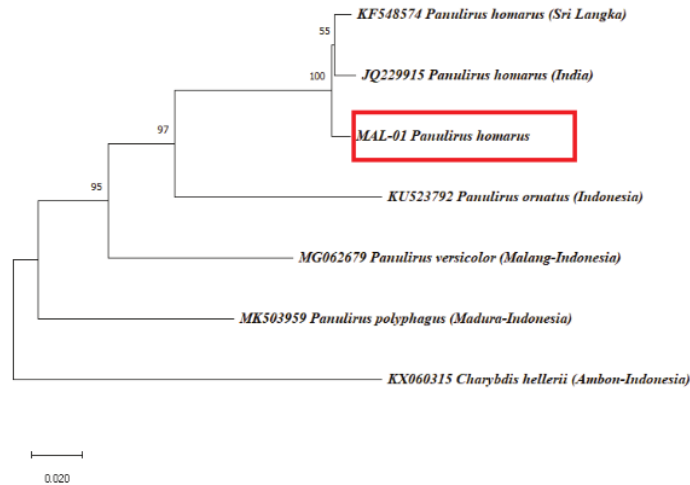 KF548574 Panulirus homarus (Sri Langka)
55
JQ229915 Panulirus homarus (India)
100
MAL-01 Panulirus homarus
97
KU523792 Panulirus ornatus (Indonesia)
95
MG062679 Panulirus versicolor (Malang-Indonesia)
MK503959 Panulirus polyphagus (Madura-Indonesia)
KX060315 Charybdis hellerii (Ambon-Indonesia)
0.020